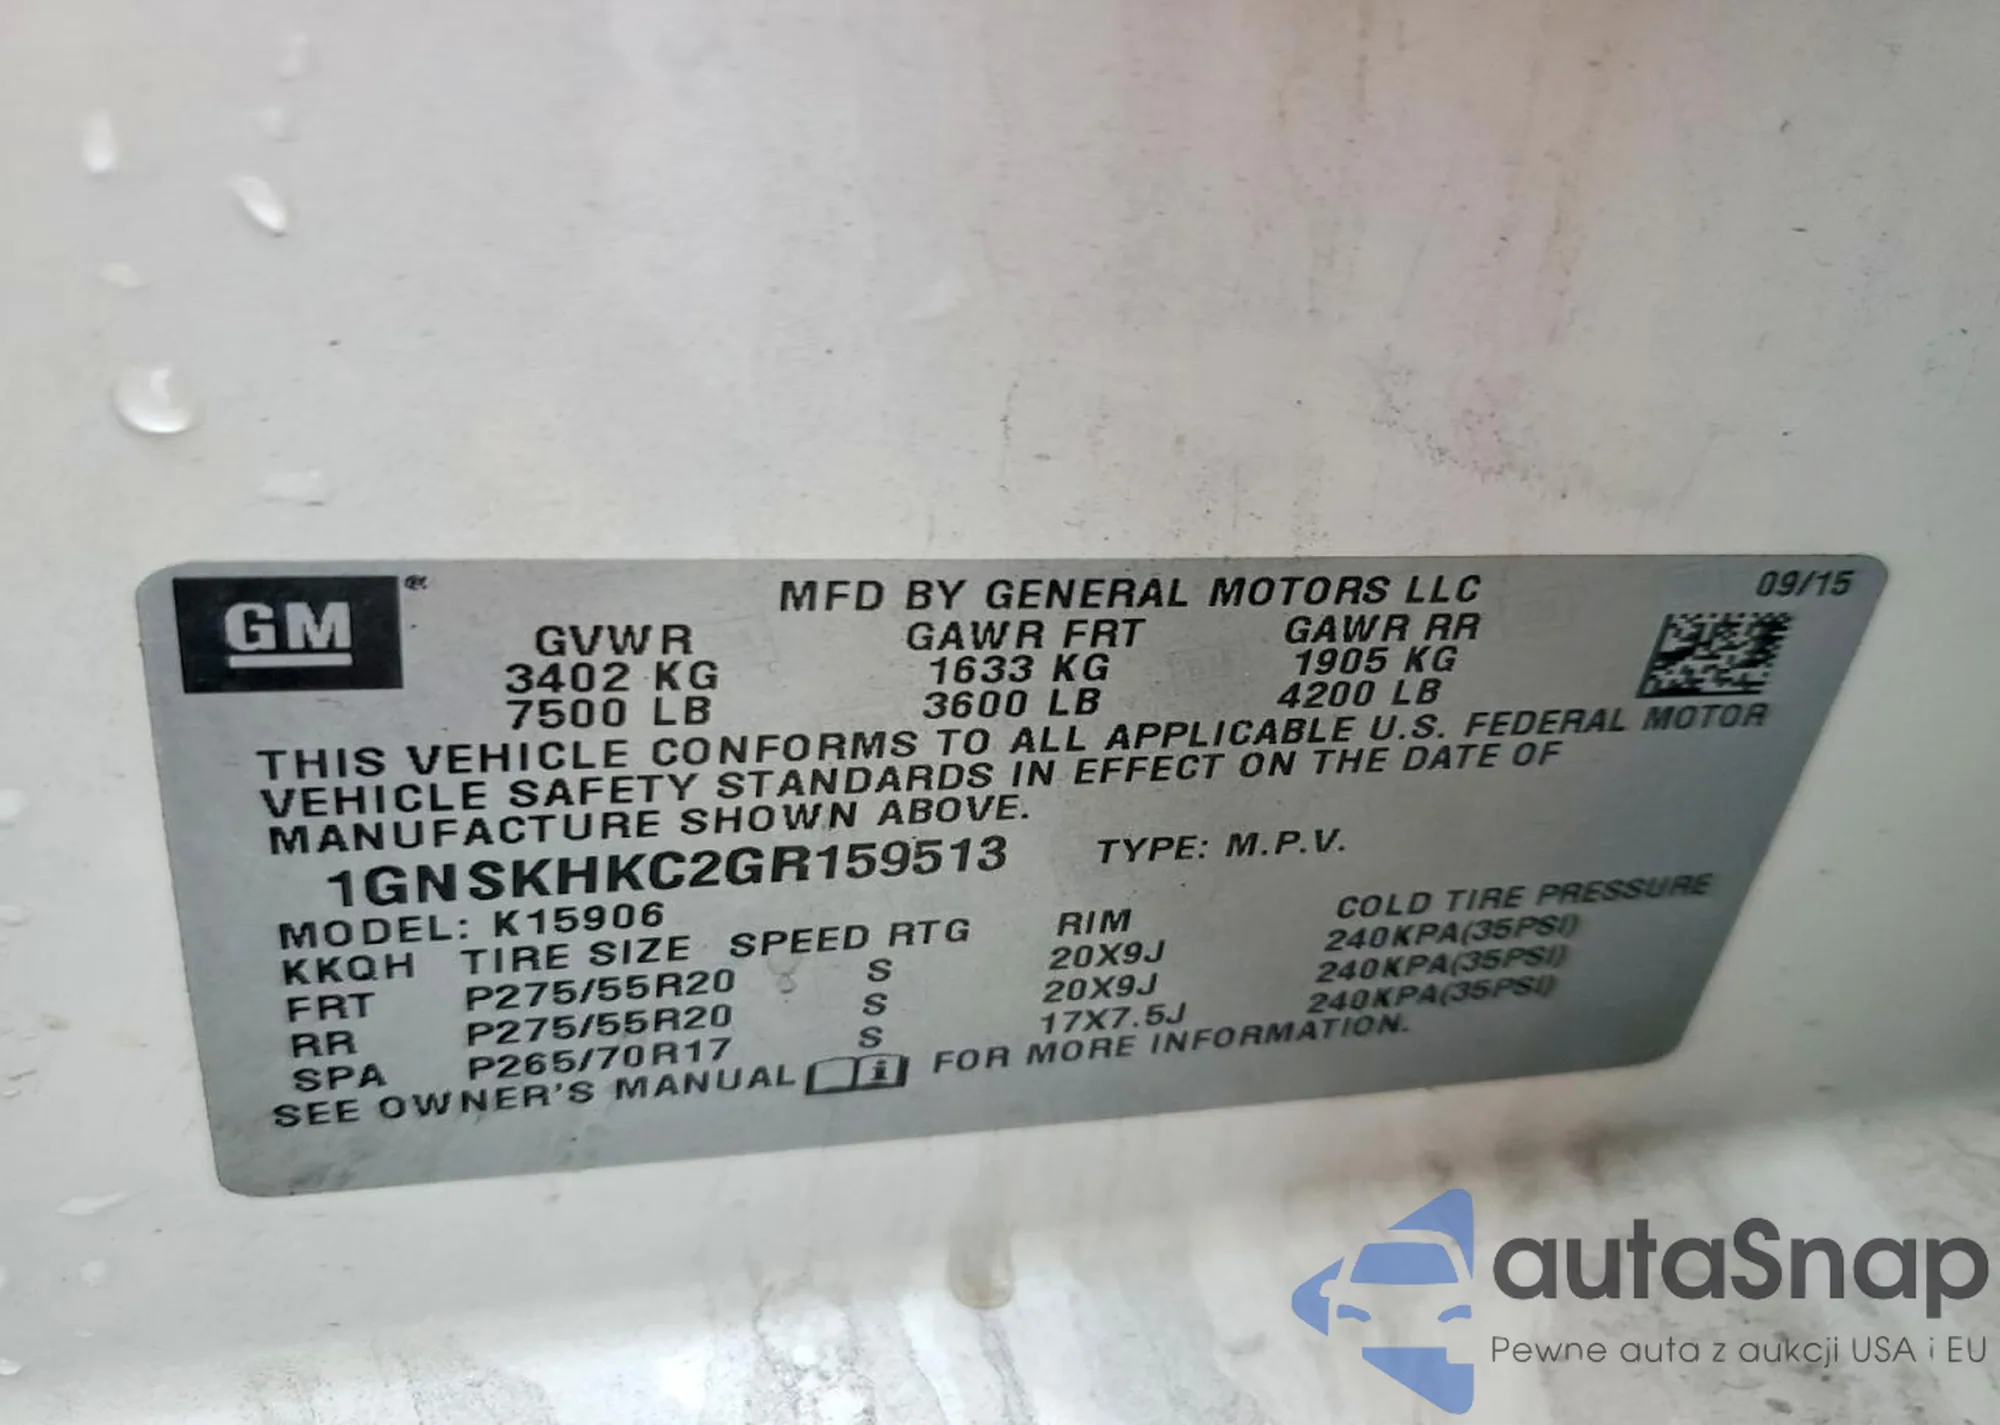 GM®
MFD BY GENERAL MOTORS LLC 09/15
GVWR GAWR FRT GAWR RR
3402 KG 1633 KG 1905 KG
7500 LB 3600 LB 4200 LB
THIS VEHICLE CONFORMS TO ALL APPLICABLE U.S. FEDERAL MOTOR
VEHICLE SAFETY STANDARDS IN EFFECT ON THE DATE OF
MANUFACTURE SHOWN ABOVE.
1GNSKHKC2GR159513 TYPE: M.P.V.
MODEL: K15906
KKQH TIRE SIZE SPEED RTG RIM COLD TIRE PRESSURE
FRT P275/55R20 S 20X9J 240KPA(35PSI)
RR P275/55R20 S 20X9J 240KPA(35PSI)
SPA P265/70R17 S 17X7.5J 240KPA(35PSI)
SEE OWNER'S MANUAL FOR MORE INFORMATION.
autaSnap
Pewne auta z aukcji USA i EU